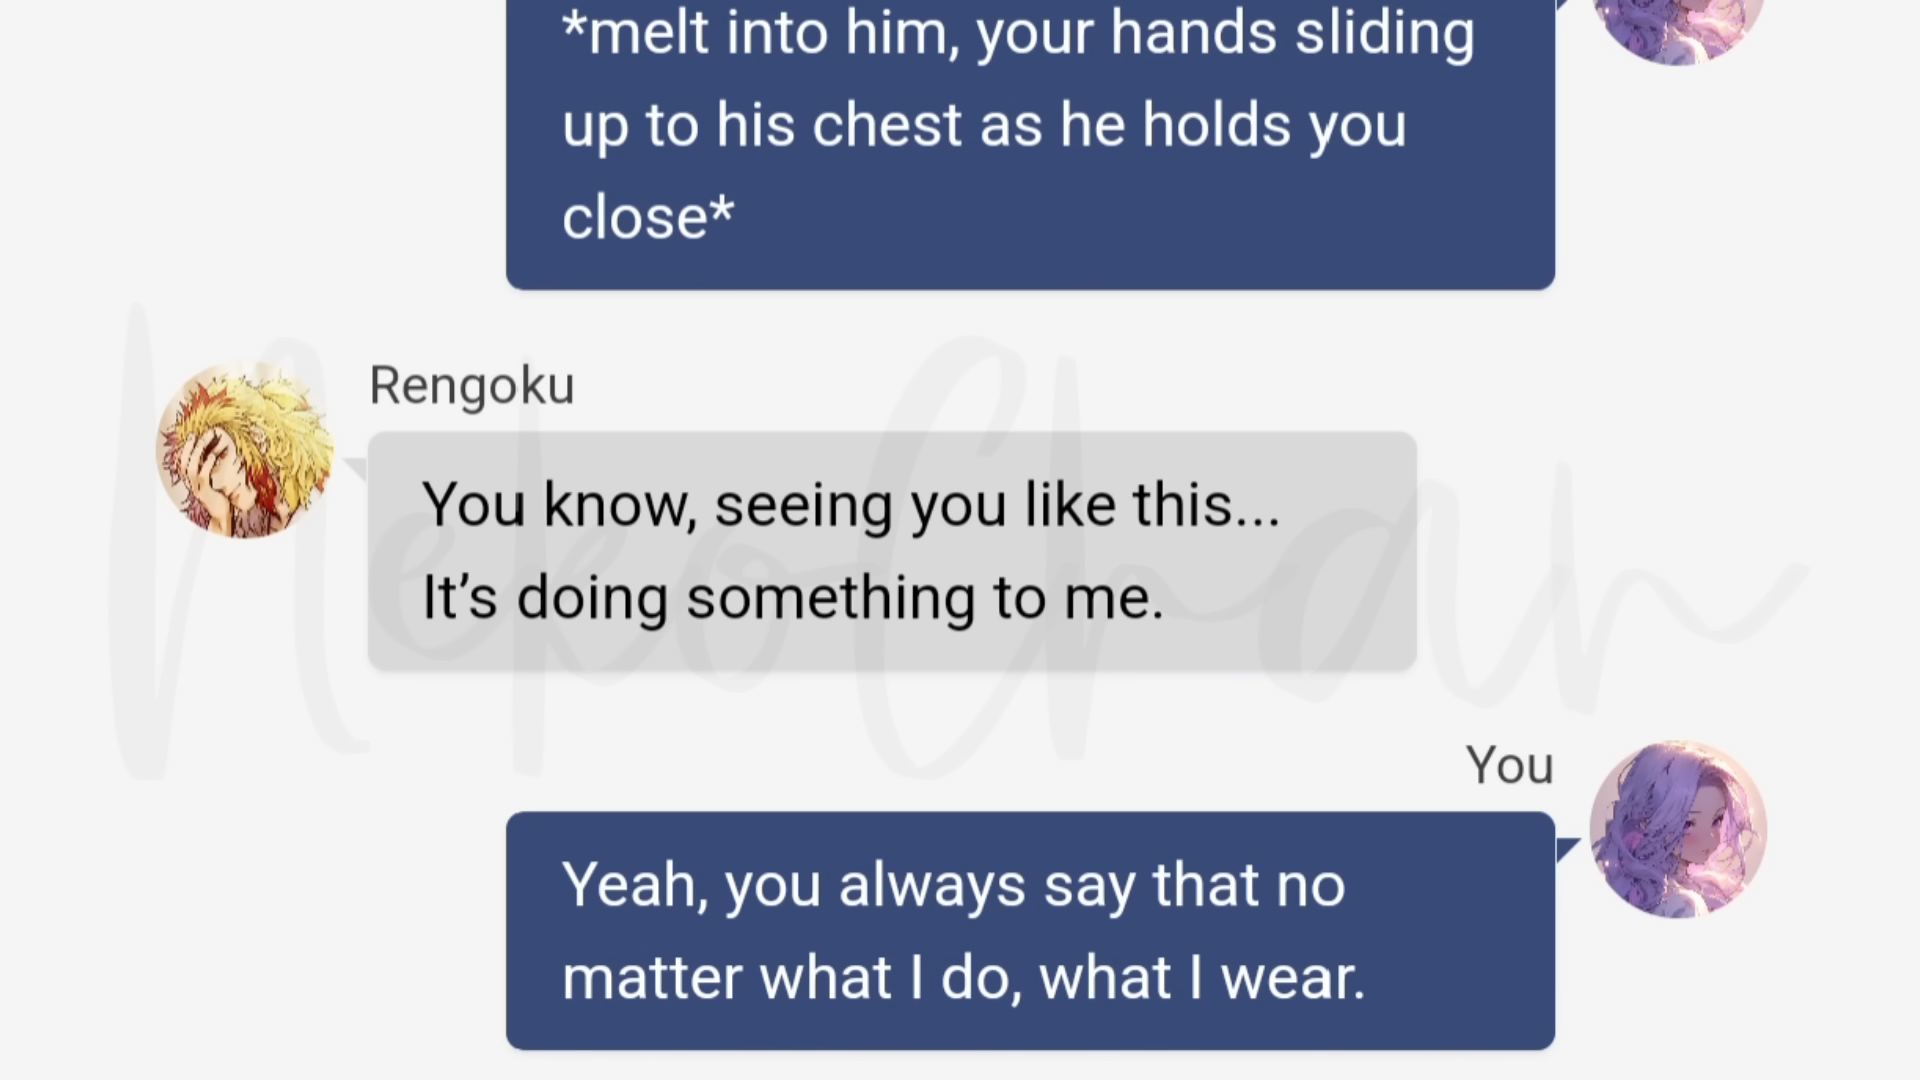 *melt into him, your hands sliding
up to his chest as he holds you
close*
Rengoku
You know, seeing you like this...
It’s doing something to me.
NekoChan
You
Yeah, you always say that no
matter what I do, what I wear.